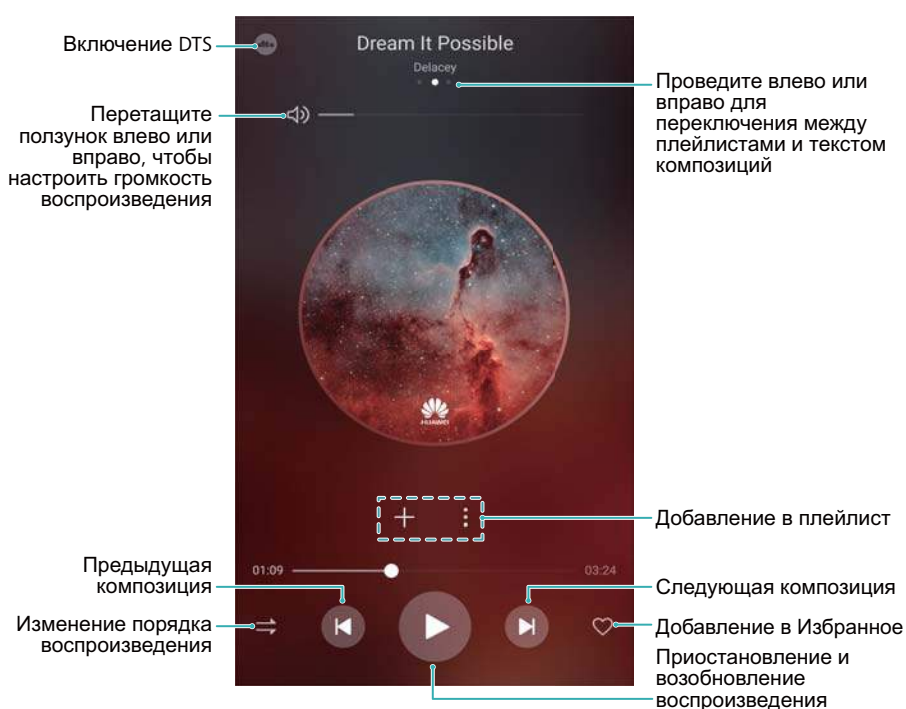 Включение DTS
dts
Dream It Possible
Delacey
Проведите влево или
вправо для
переключения между
плейлистами и текстом
композиций
Перетащите
ползунок влево или
вправо, чтобы
настроить громкость
воспроизведения
HUAWEI
Добавление в плейлист
Предыдущая
композиция
01:09
03:24
Следующая композиция
Изменение порядка
воспроизведения
Добавление в Избранное
Приостановление и
возобновление
воспроизведения